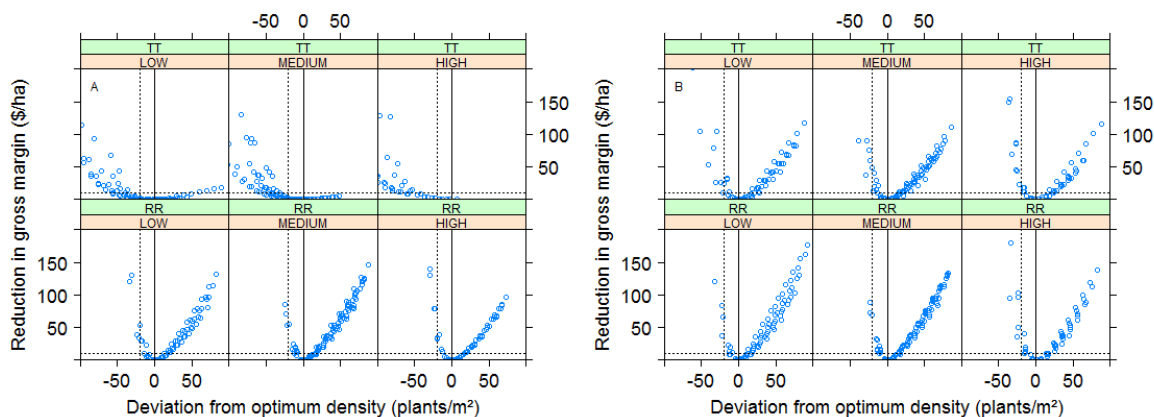 -50 0 50
-50 0 50
TT TT TT
LOW MEDIUM HIGH
TT TT TT
LOW MEDIUM HIGH
A
B
150
100
50
150
100
50
RR RR RR
LOW MEDIUM HIGH
RR RR RR
LOW MEDIUM HIGH
150
100
50
150
100
50
Reduction in gross margin ($/ha)
Reduction in gross margin ($/ha)
-50 0 50 -50 0 50
-50 0 50 -50 0 50
Deviation from optimum density (plants/m²)
Deviation from optimum density (plants/m²)